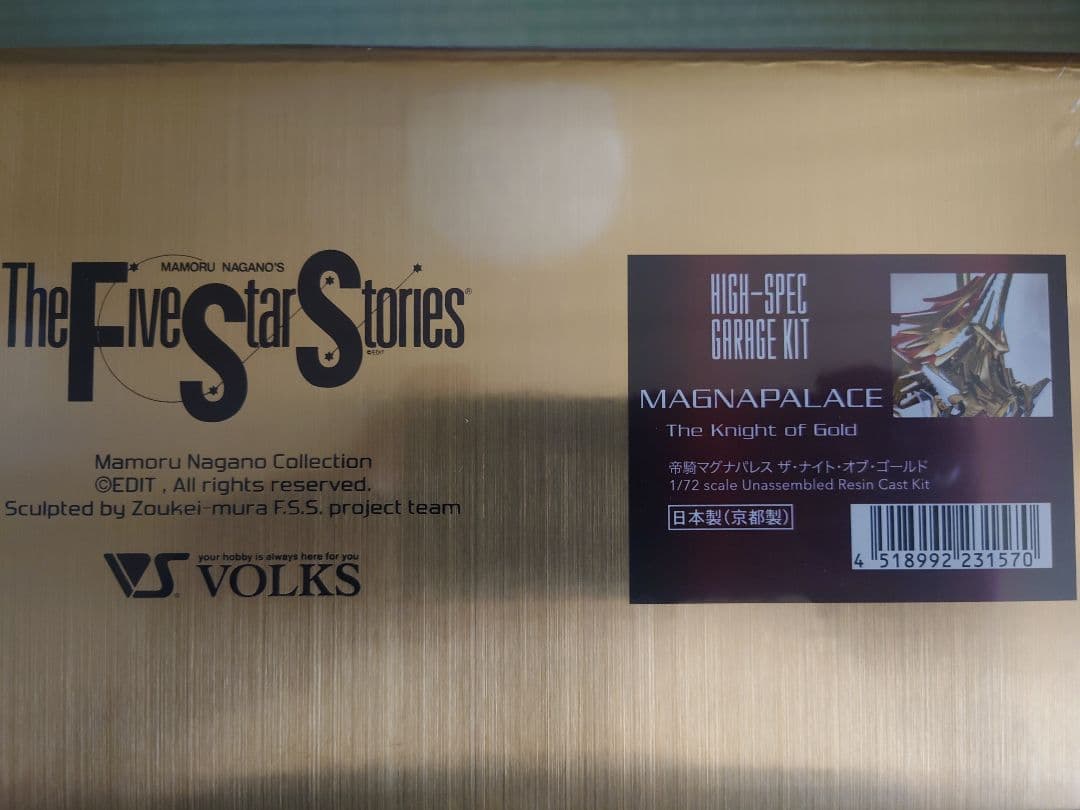 MAMORU NAGANO'S
The Five Star Stories®
©EDIT
Mamoru Nagano Collection
©EDIT , All rights reserved.
Sculpted by Zoukei-mura F.S.S. project team
VS® your hobby is always here for you
VOLKS
HIGH-SPEC
GARAGE KIT
MAGNAPALACE
The Knight of Gold
帝騎マグナパレス ザ・ナイト・オブ・ゴールド
1/72 scale Unassembled Resin Cast Kit
日本製(京都製)
4 518992 231570